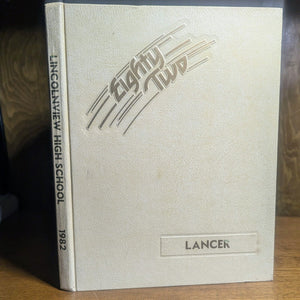 LINCOLNVIEW HIGH SCHOOL 1982
Eighty
Two
LANCER